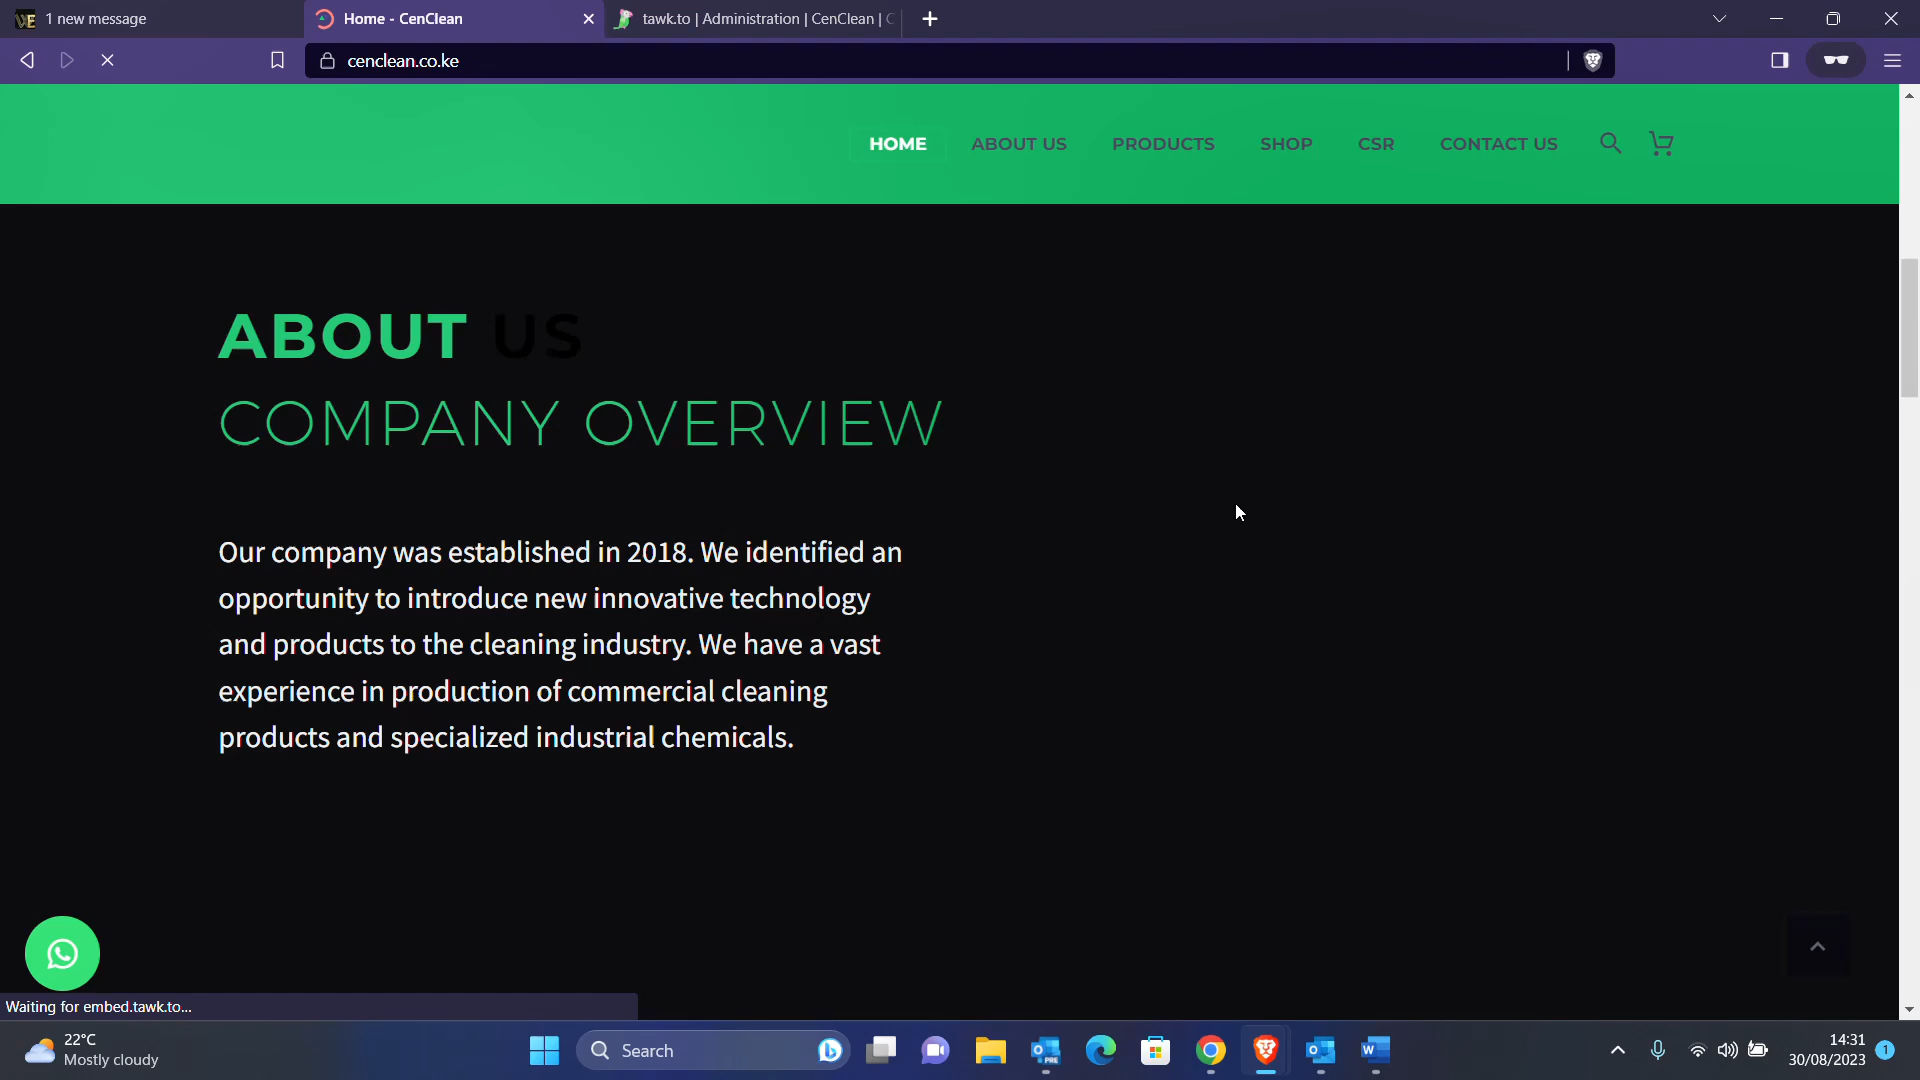 1 new message
Home - CenClean
tawk.to | Administration | CenClean |
cenclean.co.ke
HOME
ABOUT US
PRODUCTS
SHOP
CSR
CONTACT US
ABOUT US
COMPANY OVERVIEW
Our company was established in 2018. We identified an
opportunity to introduce new innovative technology
and products to the cleaning industry. We have a vast
experience in production of commercial cleaning
products and specialized industrial chemicals.
Waiting for embed.tawk.to...
22°C
Mostly cloudy
Search
PRE
14:31
30/08/2023
1